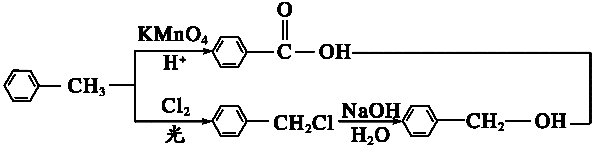 O
KMnO₄
C
OH
H⁺
CH₃
Cl₂
NaOH
CH₂Cl
CH₂
OH
光
H₂O